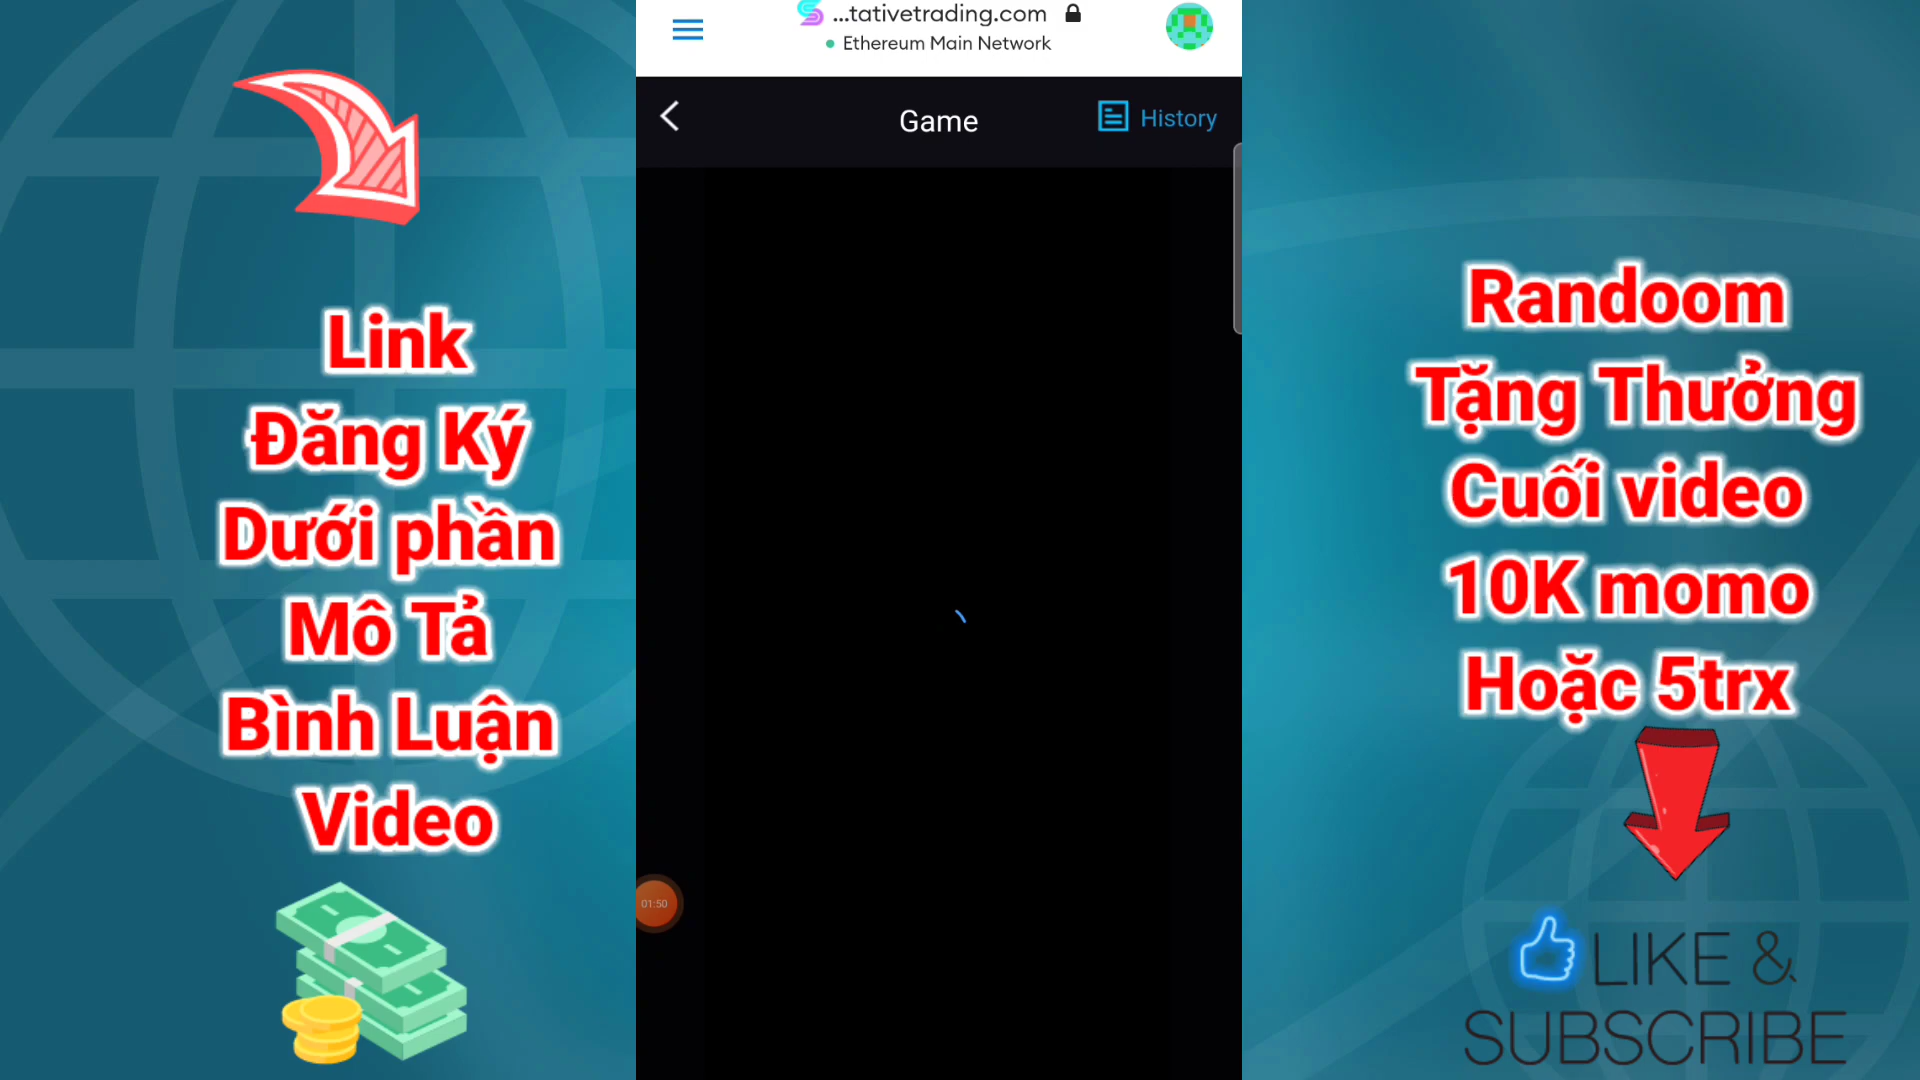 Link
Đăng Ký
Dưới phần
Mô Tả
Bình Luận
Video
...tativetrading.com
Ethereum Main Network
Game
History
01:50
Randoom
Tặng Thưởng
Cuối video
10K momo
Hoặc 5trx
LIKE &
SUBSCRIBE